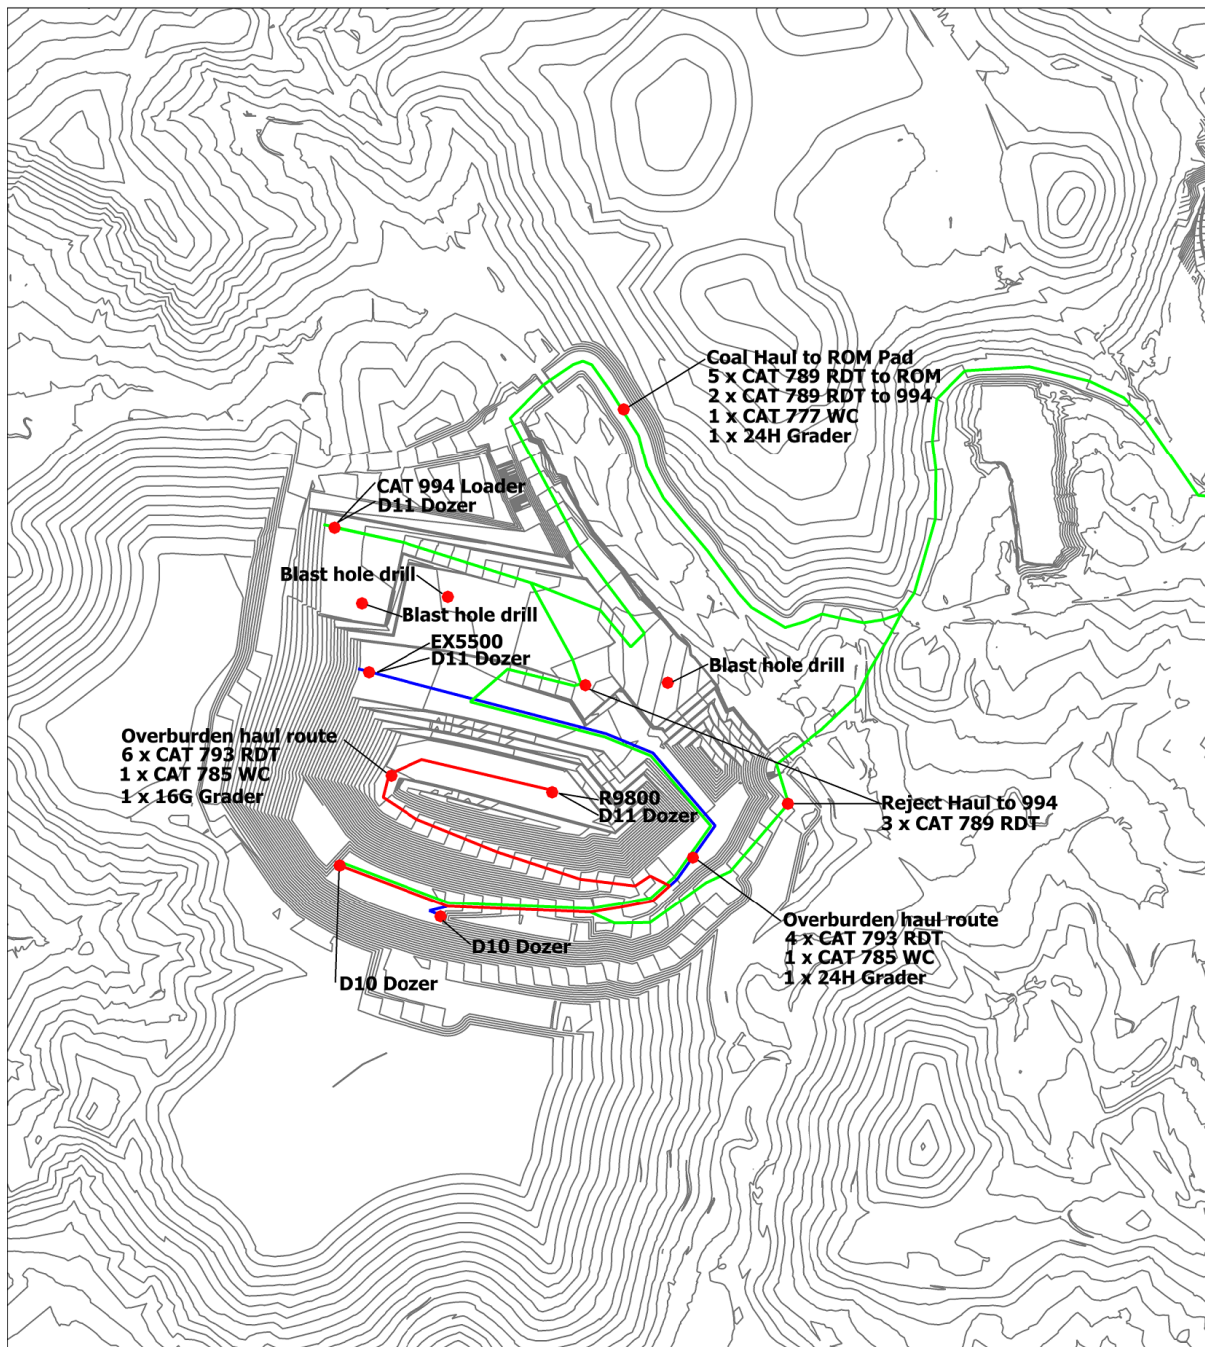 Coal Haul to ROM Pad
5 x CAT 789 RDT to ROM
2 x CAT 789 RDT to 994
1 x CAT 777 WC
1 x 24H Grader
CAT 994 Loader
D11 Dozer
Blast hole drill
Blast hole drill
EX5500
D11 Dozer
Blast hole drill
Overburden haul route
6 x CAT 793 RDT
1 x CAT 785 WC
1 x 16G Grader
R9800
D11 Dozer
Reject Haul to 994
3 x CAT 789 RDT
Overburden haul route
4 x CAT 793 RDT
1 x CAT 785 WC
1 x 24H Grader
D10 Dozer
D10 Dozer